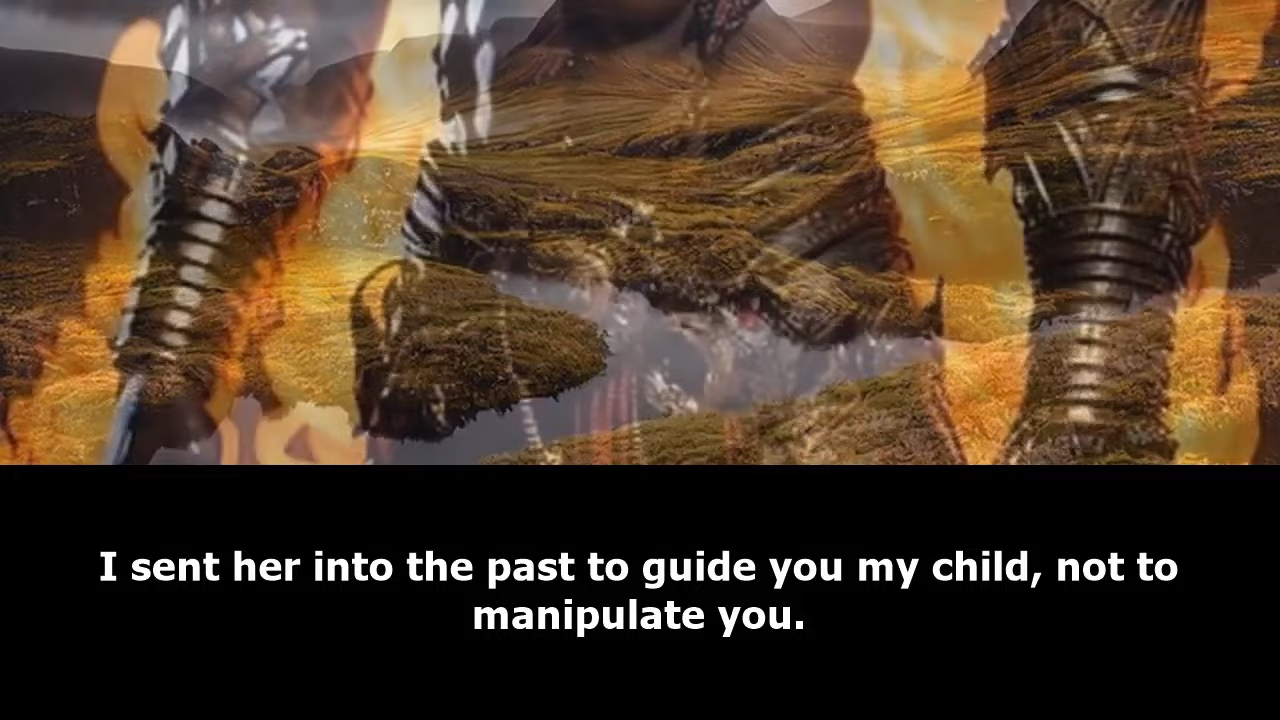 I sent her into the past to guide you my child, not to
manipulate you.